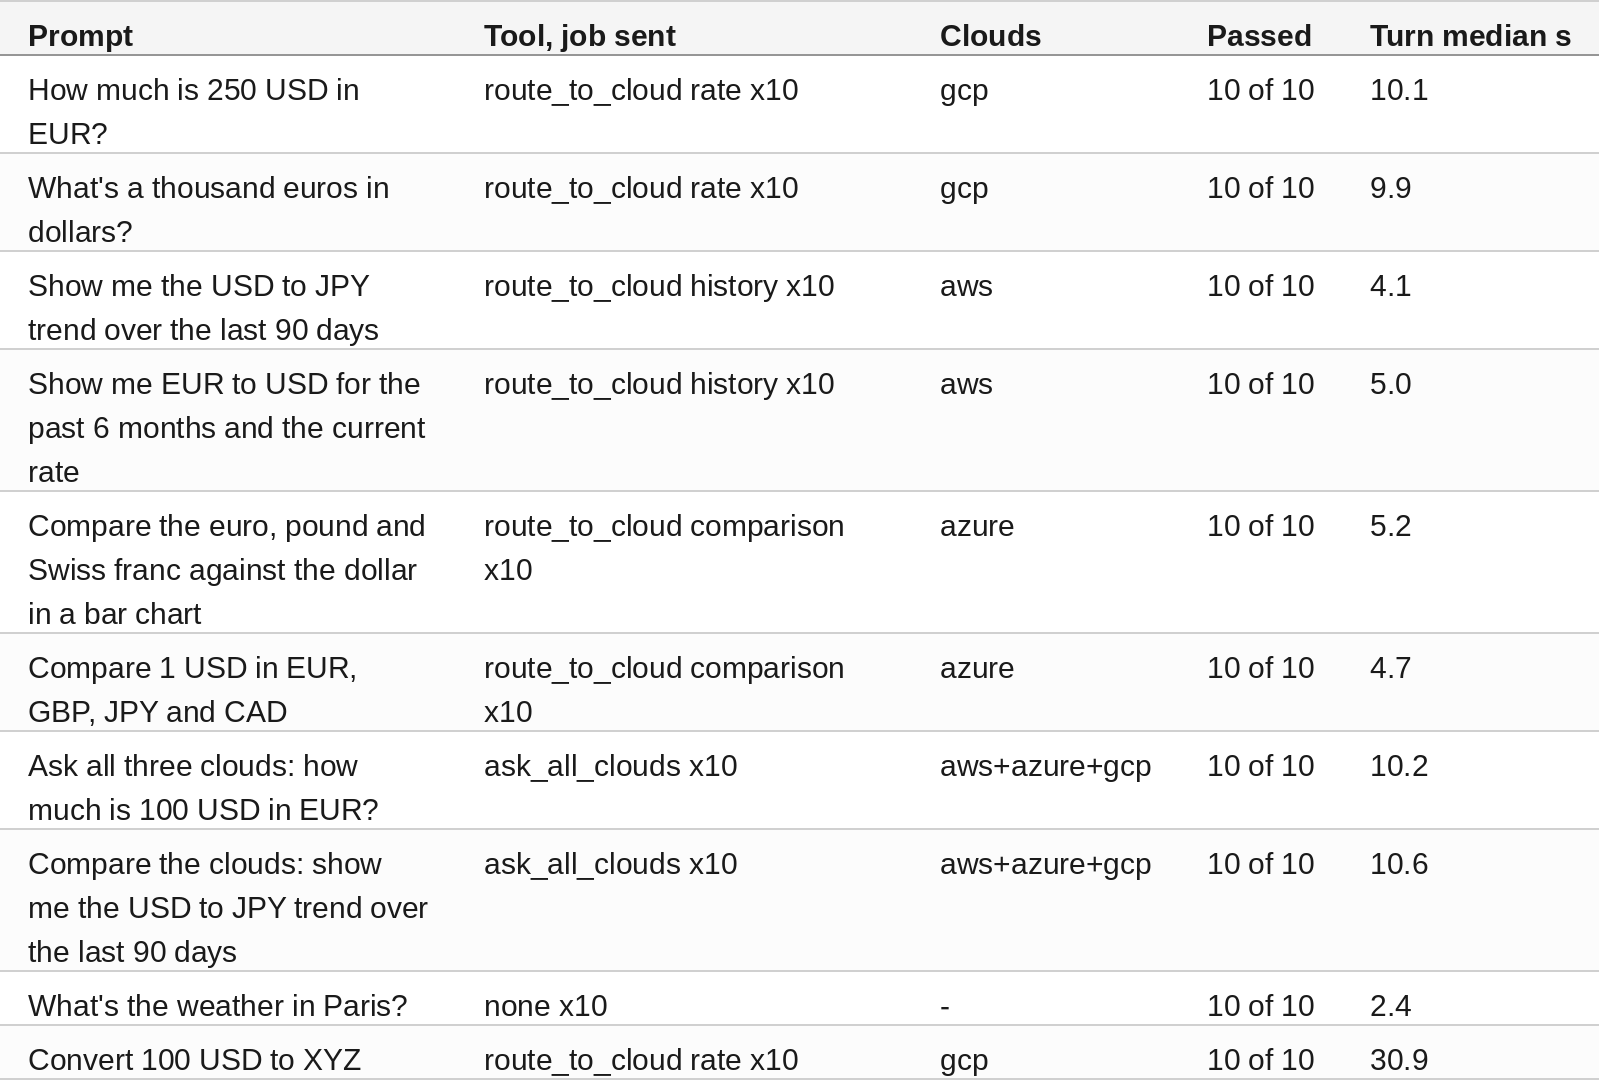 Prompt Tool, job sent Clouds Passed Turn median s
How much is 250 USD in route_to_cloud rate x10 gcp 10 of 10 10.1
EUR?
What's a thousand euros in route_to_cloud rate x10 gcp 10 of 10 9.9
dollars?
Show me the USD to JPY route_to_cloud history x10 aws 10 of 10 4.1
trend over the last 90 days
Show me EUR to USD for the route_to_cloud history x10 aws 10 of 10 5.0
past 6 months and the current
rate
Compare the euro, pound and route_to_cloud comparison azure 10 of 10 5.2
Swiss franc against the dollar x10
in a bar chart
Compare 1 USD in EUR, route_to_cloud comparison azure 10 of 10 4.7
GBP, JPY and CAD x10
Ask all three clouds: how ask_all_clouds x10 aws+azure+gcp 10 of 10 10.2
much is 100 USD in EUR?
Compare the clouds: show ask_all_clouds x10 aws+azure+gcp 10 of 10 10.6
me the USD to JPY trend over
the last 90 days
What's the weather in Paris? none x10 - 10 of 10 2.4
Convert 100 USD to XYZ route_to_cloud rate x10 gcp 10 of 10 30.9